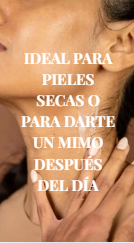 IDEAL PARA
PIELES
SECAS O
PARA DARTE
UN MIMO
DESPUÉS
DEL DÍA